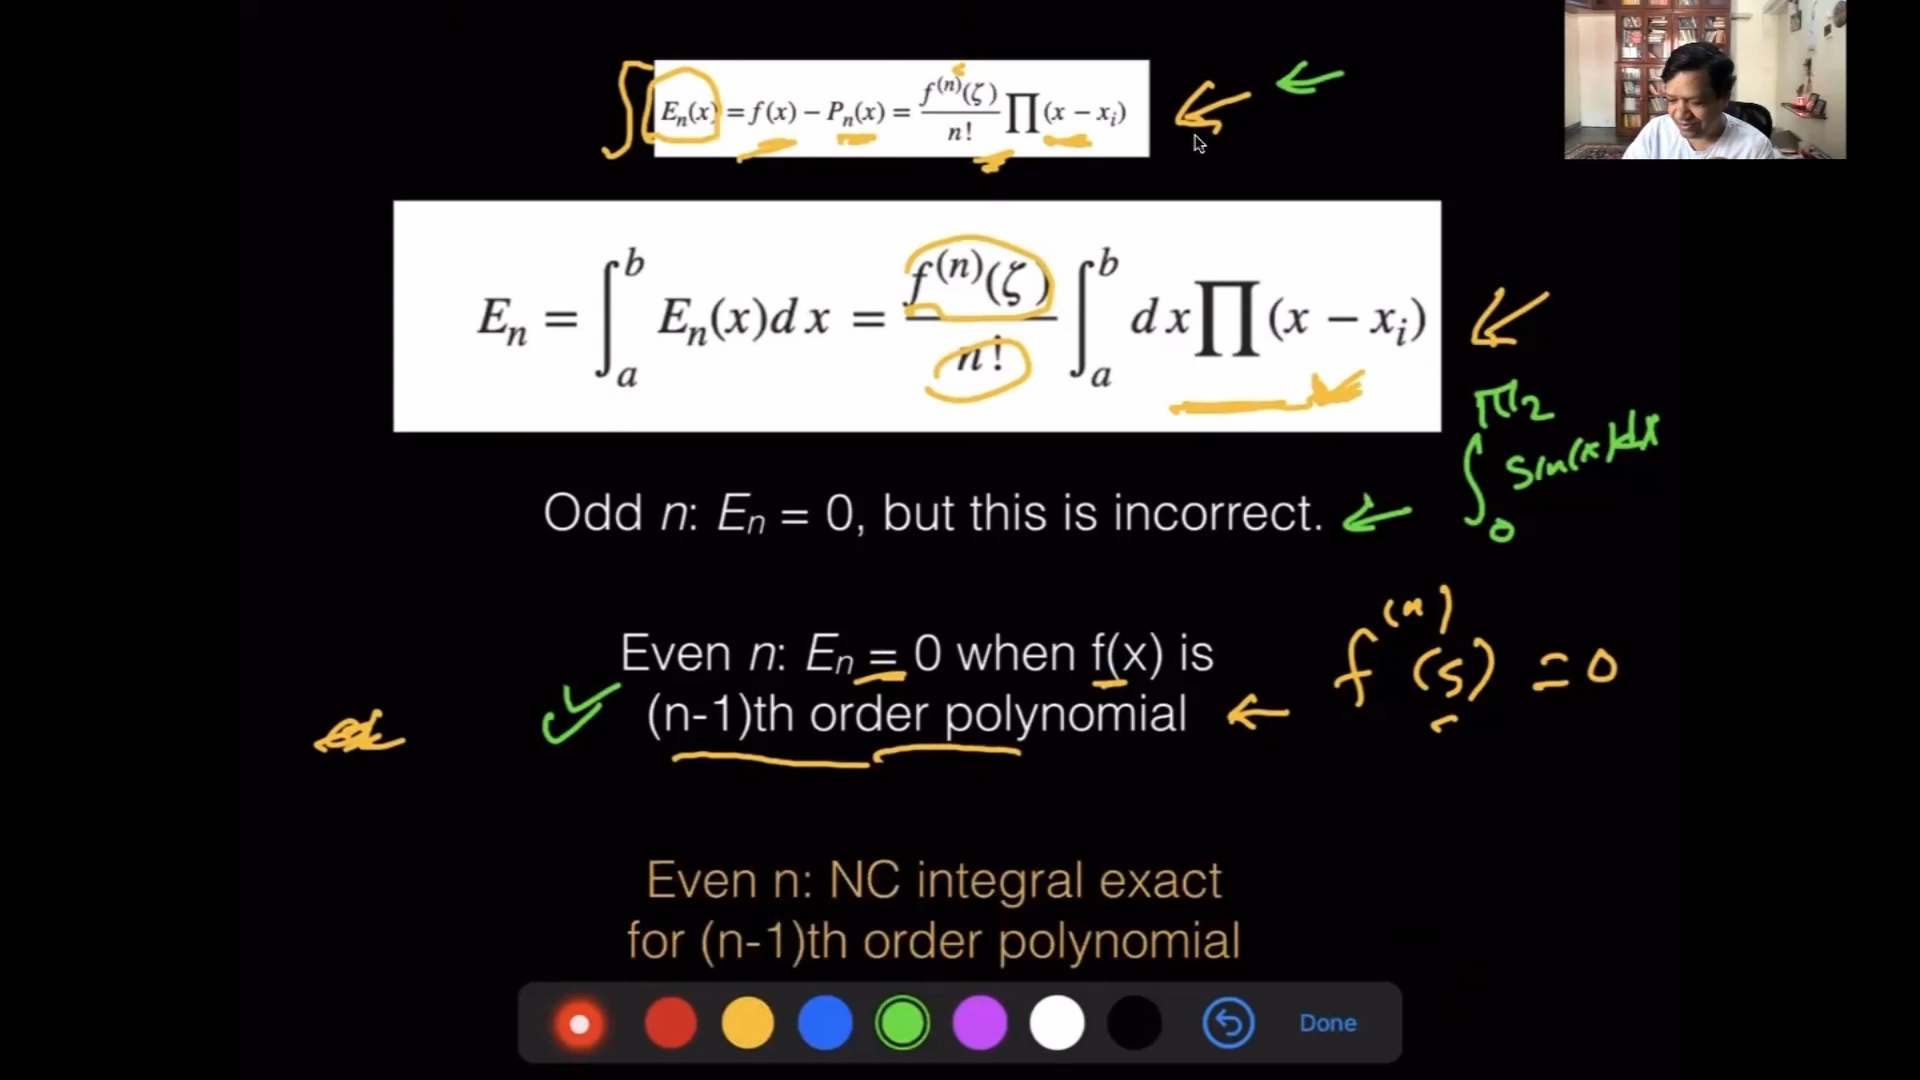 Eₙ(x) = f(x) − Pₙ(x) = f⁽ⁿ⁾(ζ) / n! ∏(x − xᵢ)
Eₙ = ∫ₐᵇ Eₙ(x)dx = f⁽ⁿ⁾(ζ) / n! ∫ₐᵇ dx∏(x − xᵢ)
π/2
∫₀ sin(x)dx
Odd n: Eₙ = 0, but this is incorrect.
Even n: Eₙ = 0 when f(x) is
(n-1)th order polynomial
f⁽ⁿ⁾(ζ) = 0
Even n: NC integral exact
for (n-1)th order polynomial
Done